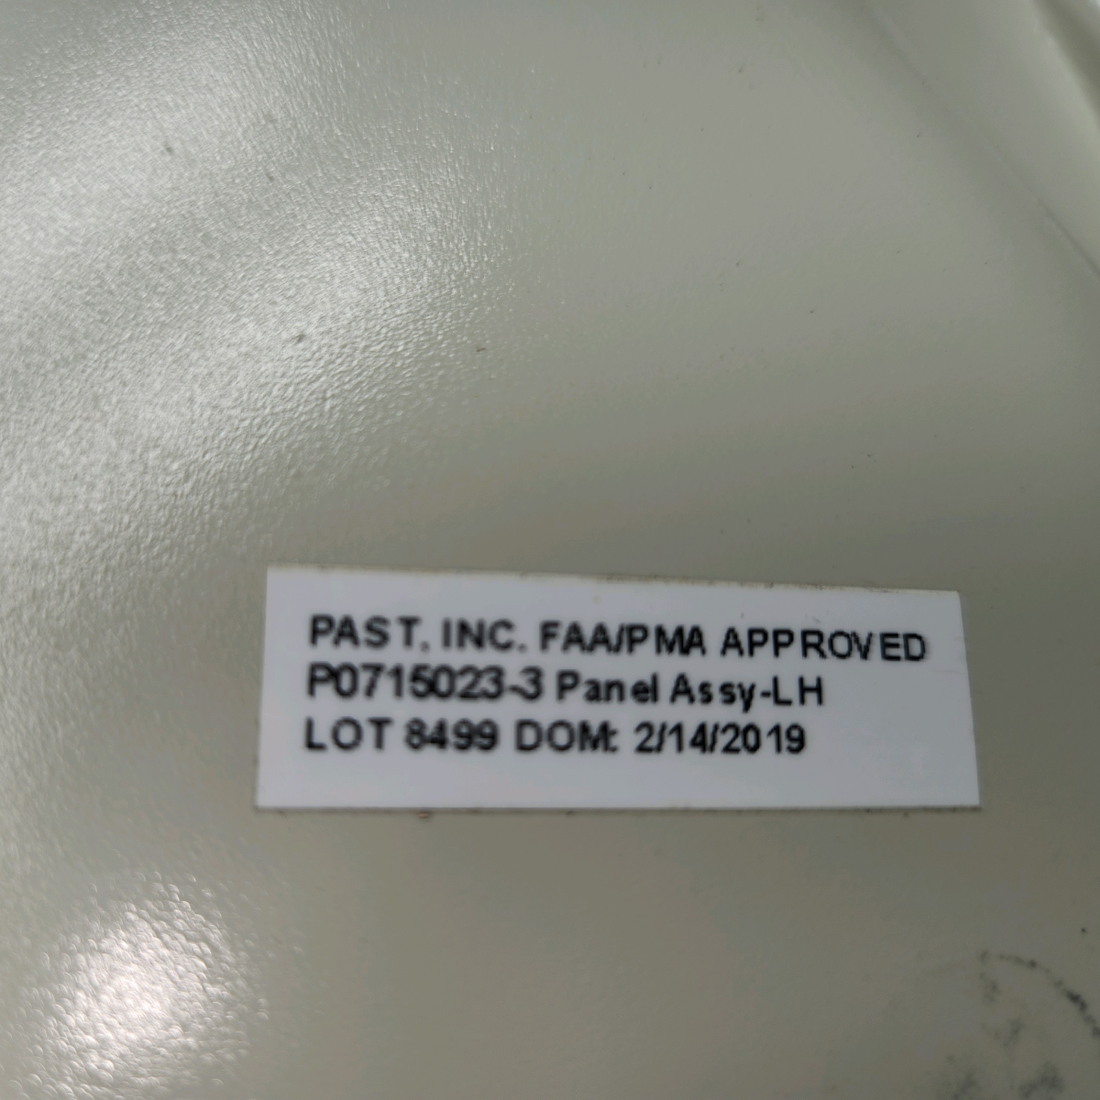 PAST, INC. FAA/PMA APPROVED
P0715023-3 Panel Assy-LH
LOT 8499 DOM: 2/14/2019